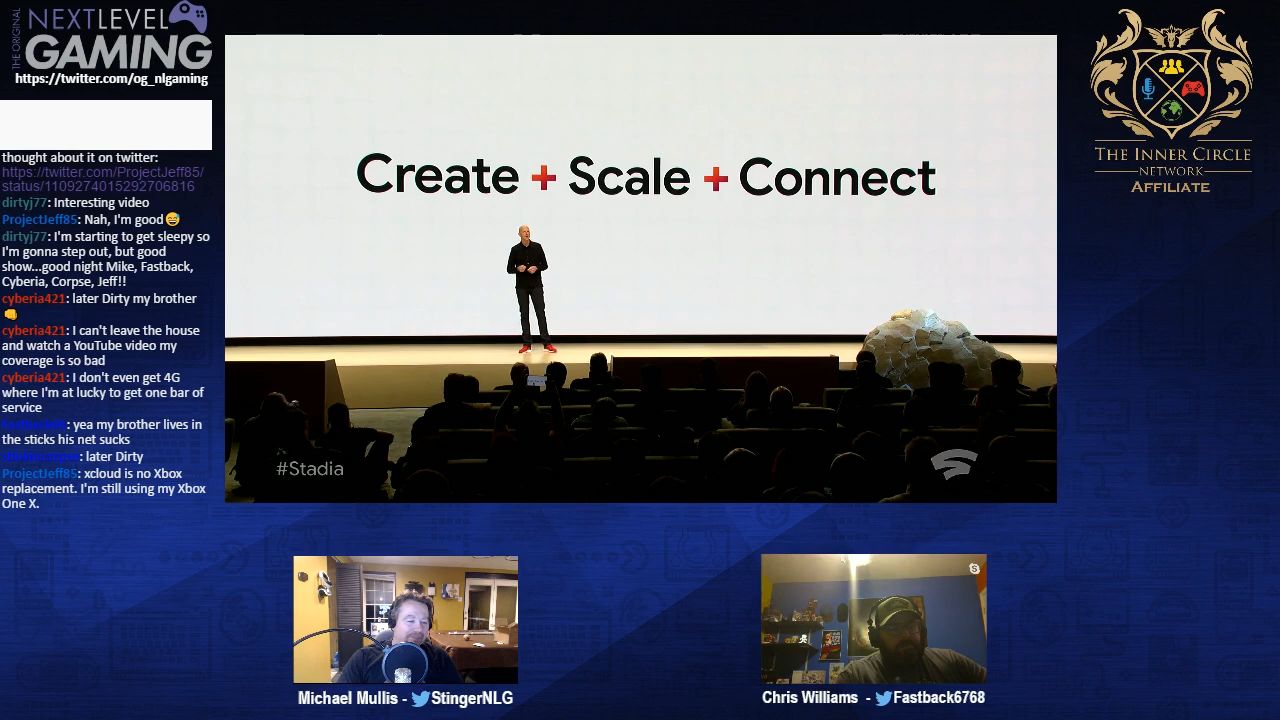 THE ORIGINAL
NEXTLEVEL
GAMING
https://twitter.com/og_nlgaming
thought about it on twitter:
https://twitter.com/ProjectJeff85/
status/1109274015292706816
dirtyj77: Interesting video
ProjectJeff85: Nah, I'm good😅
dirtyj77: I'm starting to get sleepy so
I'm gonna step out, but good
show...good night Mike, Fastback,
Cyberia, Corpse, Jeff!!
cyberia421: later Dirty my brother
👊
cyberia421: I can't leave the house
and watch a YouTube video my
coverage is so bad
cyberia421: I don't even get 4G
where I'm at lucky to get one bar of
service
: yea my brother lives in
the sticks his net sucks
: later Dirty
ProjectJeff85: xcloud is no Xbox
replacement. I'm still using my Xbox
One X.
Create + Scale + Connect
#Stadia
THE INNER CIRCLE
NETWORK
AFFILIATE
Michael Mullis - StingerNLG
Chris Williams - Fastback6768